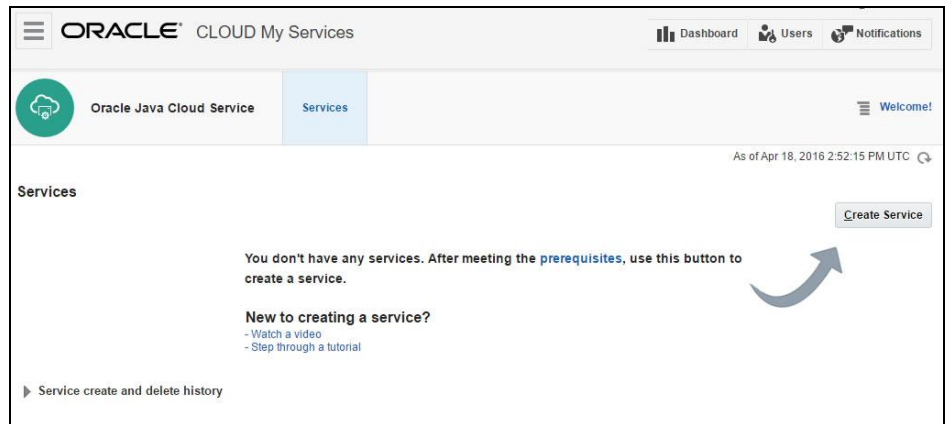 ORACLE® CLOUD My Services
Dashboard
Users
Notifications
Oracle Java Cloud Service
Services
Welcome!
As of Apr 18, 2016 2:52:15 PM UTC
Services
Create Service
You don't have any services. After meeting the prerequisites, use this button to
create a service.
New to creating a service?
- Watch a video
- Step through a tutorial
Service create and delete history